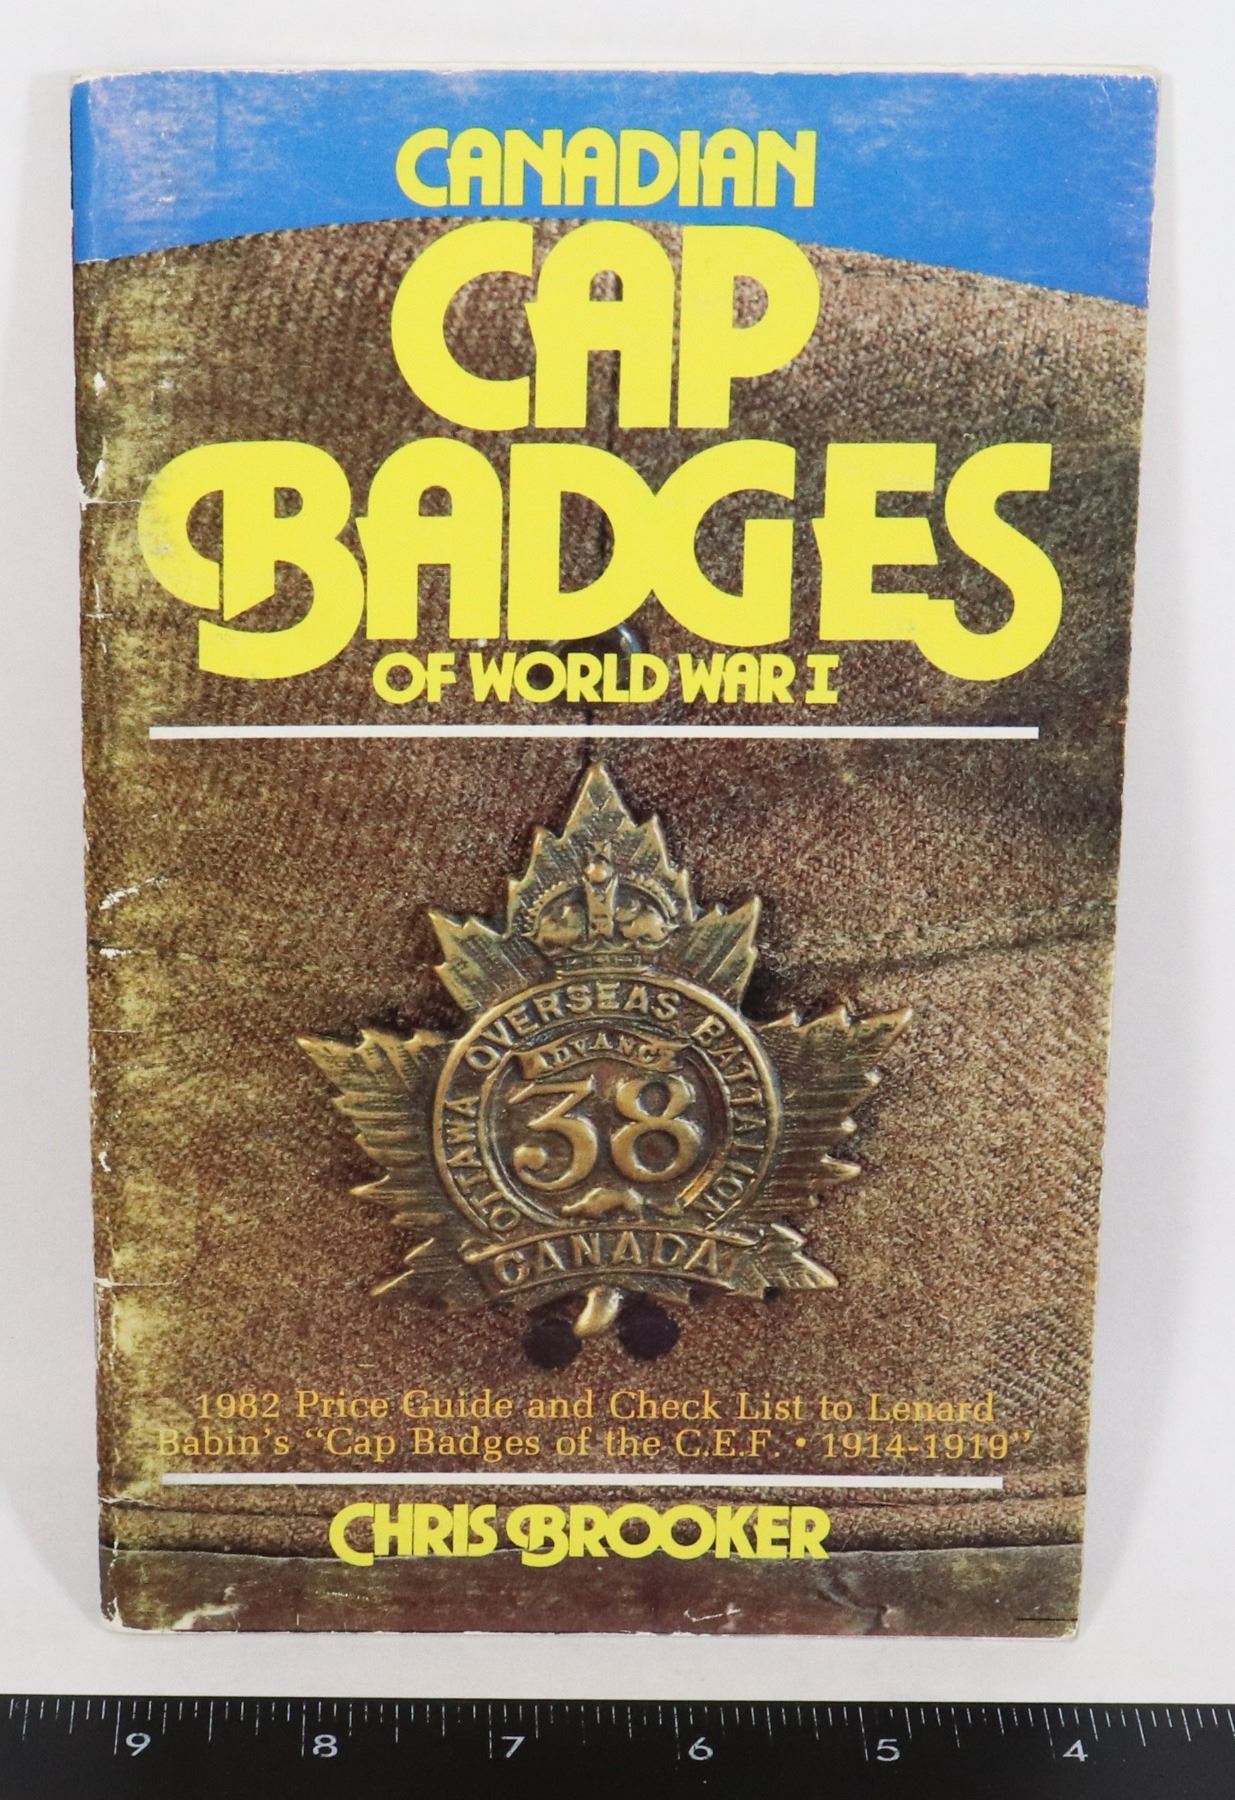 CANADIAN
CAP
BADGES
OF WORLD WAR I
OTTAWA OVERSEAS BATTALION
ADVANCE
38
CANADA
1982 Price Guide and Check List to Lenard
Babin's "Cap Badges of the C.E.F. • 1914-1919"
CHRIS BROOKER
9 8 7 6 5 4